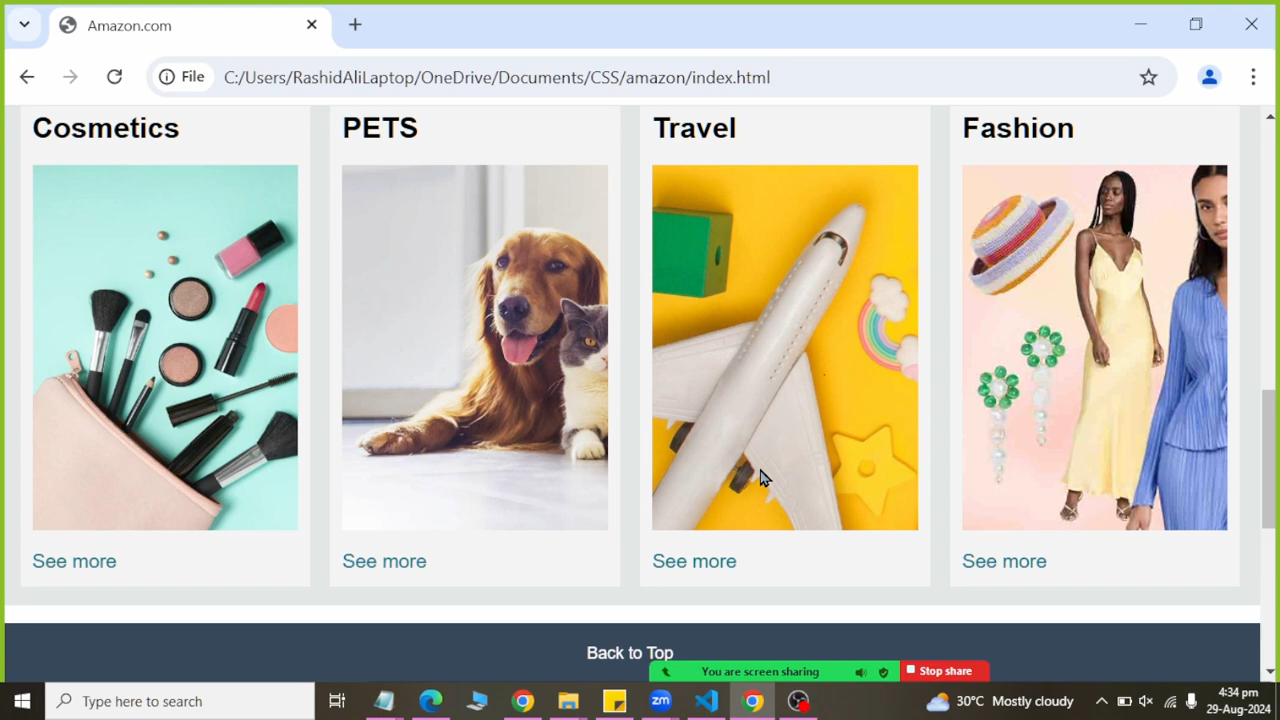 Amazon.com
File
C:/Users/RashidAliLaptop/OneDrive/Documents/CSS/amazon/index.html
Cosmetics
PETS
Travel
Fashion
See more
See more
See more
See more
Back to Top
You are screen sharing
Stop share
Type here to search
zm
30°C Mostly cloudy
4:34 pm
29-Aug-2024